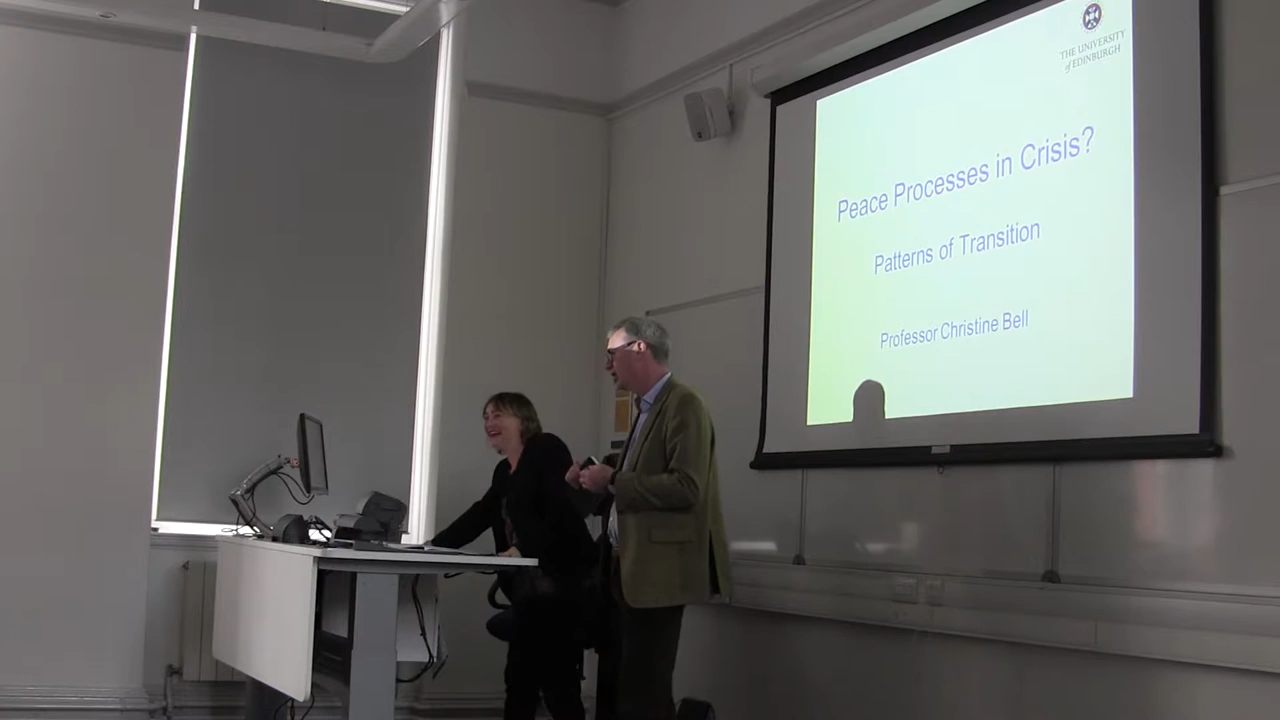 THE UNIVERSITY
of EDINBURGH
Peace Processes in Crisis?
Patterns of Transition
Professor Christine Bell